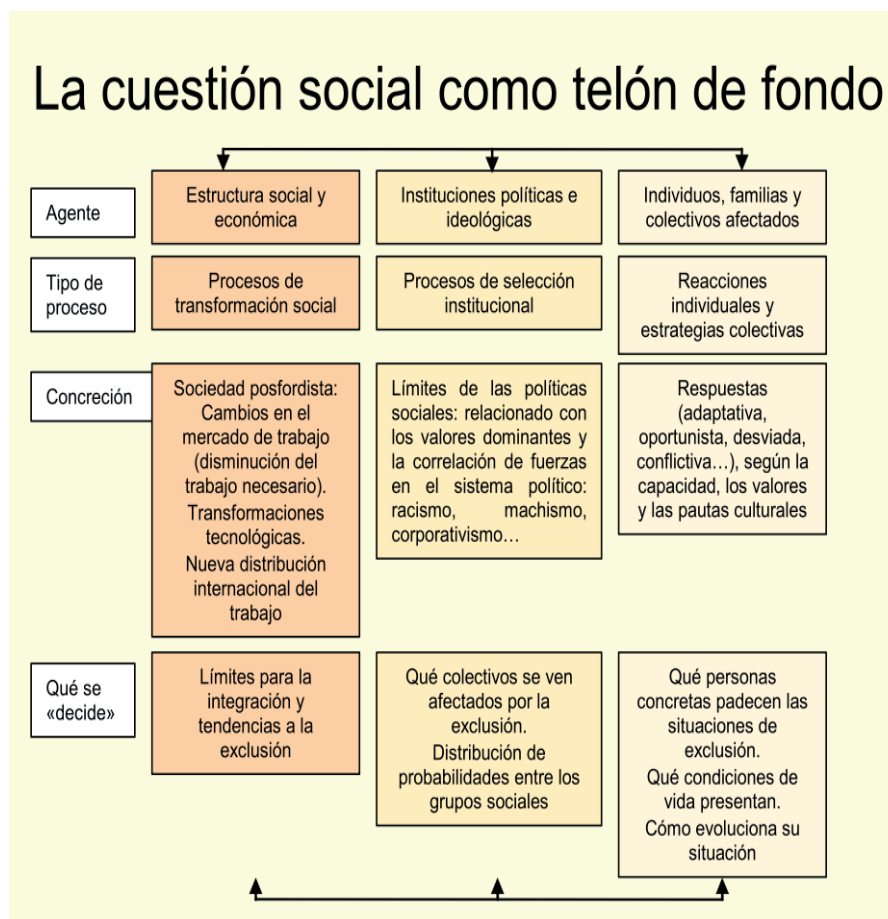 La cuestión social como telón de fondo
Agente
Estructura social y
económica
Instituciones políticas e
ideológicas
Individuos, familias y
colectivos afectados
Tipo de
proceso
Procesos de
transformación social
Procesos de selección
institucional
Reacciones
individuales y
estrategias colectivas
Concreción
Sociedad posfordista:
Cambios en el
mercado de trabajo
(disminución del
trabajo necesario).
Transformaciones
tecnológicas.
Nueva distribución
internacional del
trabajo
Límites de las políticas
sociales: relacionado con
los valores dominantes y
la correlación de fuerzas
en el sistema político:
racismo, machismo,
corporativismo…
Respuestas
(adaptativa,
oportunista, desviada,
conflictiva…), según la
capacidad, los valores
y las pautas culturales
Qué se
«decide»
Límites para la
integración y
tendencias a la
exclusión
Qué colectivos se ven
afectados por la
exclusión.
Distribución de
probabilidades entre los
grupos sociales
Qué personas
concretas padecen las
situaciones de
exclusión.
Qué condiciones de
vida presentan.
Cómo evoluciona su
situación